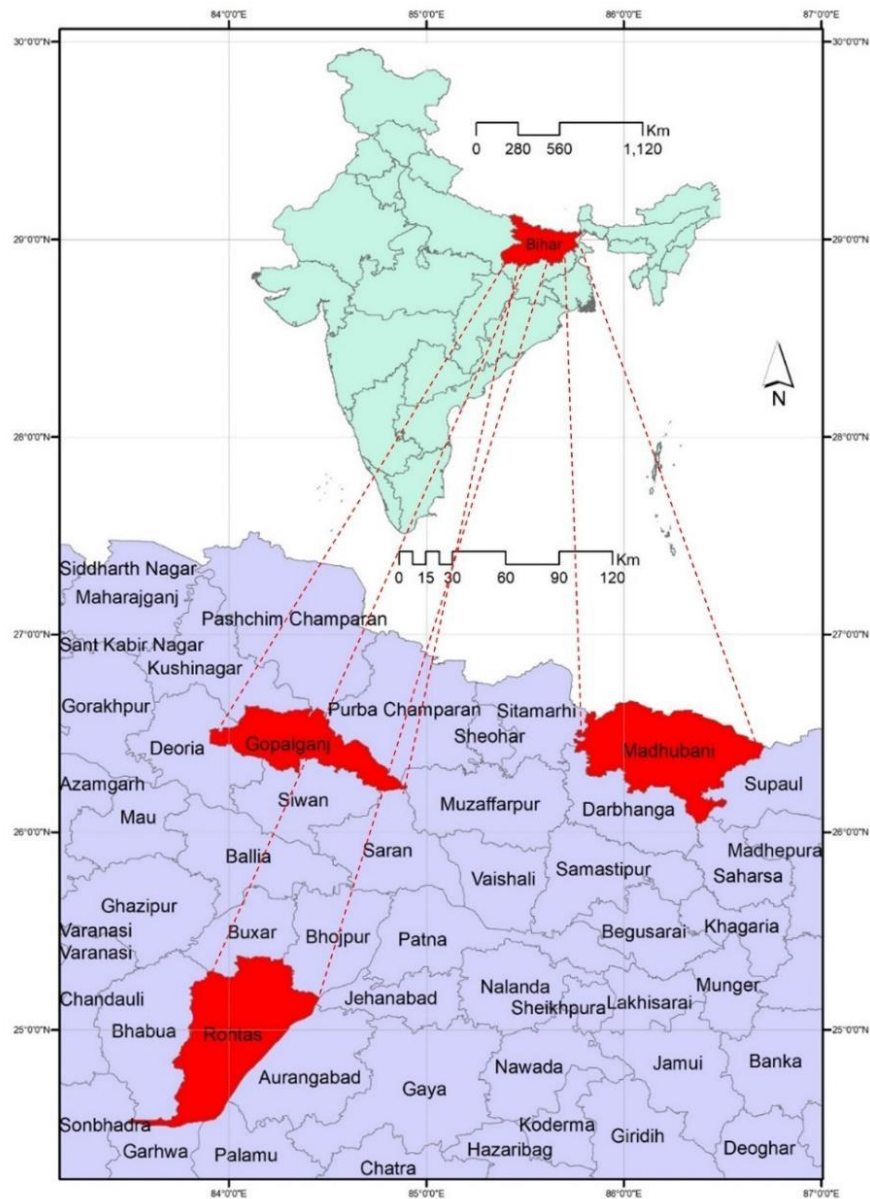 84°0'0"E 85°0'0"E 86°0'0"E 87°0'0"E
30°0'0"N 30°0'0"N
Km
0 280 560 1,120
29°0'0"N 29°0'0"N
Bihar
N
28°0'0"N 28°0'0"N
Km
0 15 30 60 90 120
Siddharth Nagar
Maharajganj
Pashchim Champaran
27°0'0"N 27°0'0"N
Sant Kabir Nagar
Kushinagar
Gorakhpur Purba Champaran Sitamarhi
Deoria Gopalganj Sheohar Madhubani
Azamgarh Siwan Muzaffarpur Darbhanga Supaul
Mau
26°0'0"N 26°0'0"N
Ballia Saran Madhepura
Vaishali Samastipur Saharsa
Ghazipur
Varanasi Buxar Bhojpur Patna Begusarai Khagaria
Varanasi
Chandauli Jehanabad Nalanda Munger
Sheikhpura Lakhisarai
25°0'0"N 25°0'0"N
Bhabua Rohtas
Aurangabad Gaya Nawada Jamui Banka
Sonbhadra Koderma
Garhwa Palamu Hazaribag Giridih Deoghar
Chatra
84°0'0"E 85°0'0"E 86°0'0"E 87°0'0"E